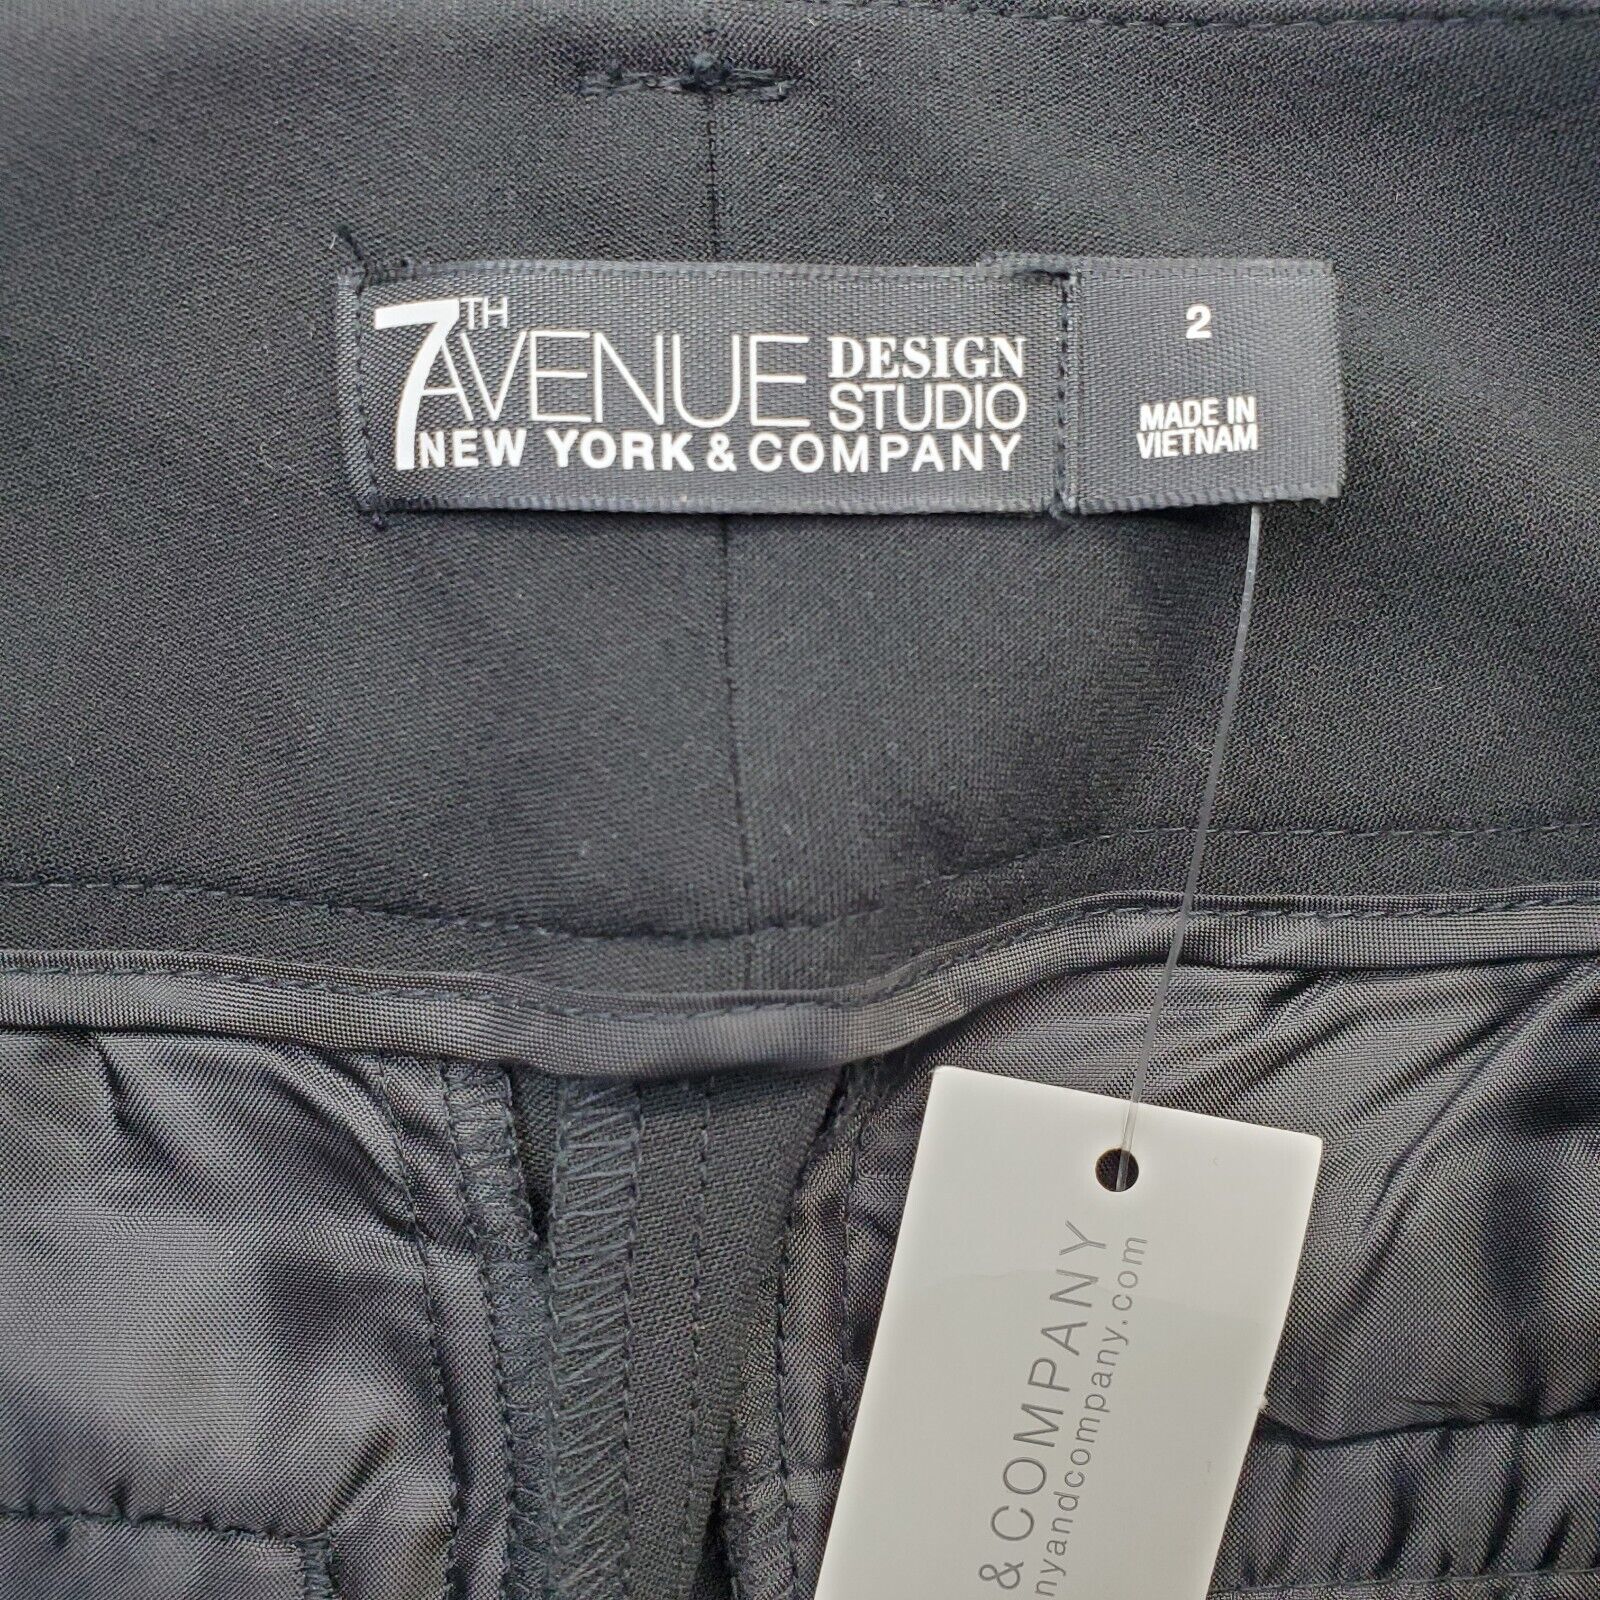 7TH AVENUE DESIGN STUDIO
NEW YORK & COMPANY
2
MADE IN
VIETNAM
& COMPANY
nyandcompany.com